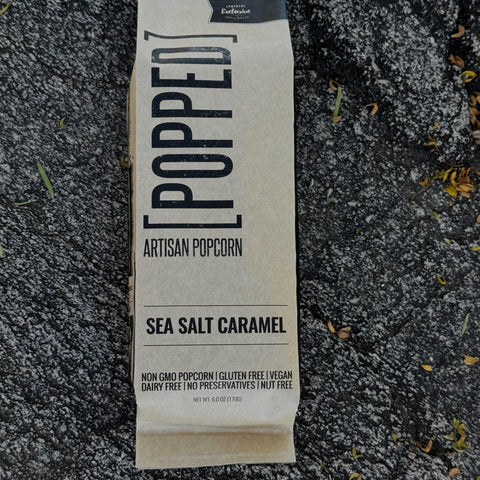 Exclusive
[POPPED]
ARTISAN POPCORN
SEA SALT CARAMEL
NON GMO POPCORN | GLUTEN FREE | VEGAN
DAIRY FREE | NO PRESERVATIVES | NUT FREE
NET WT. 6.0 OZ (170G)